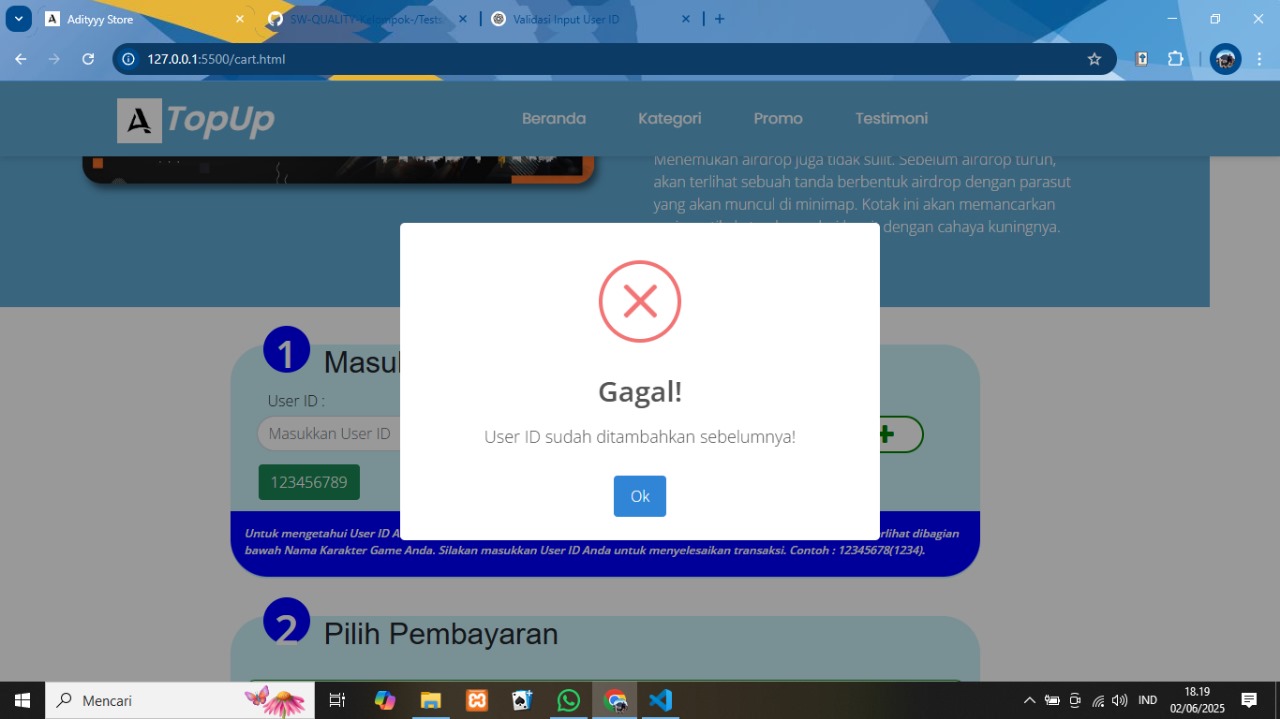 Adityyy Store
SW-QUALITY-Kelompok-/Tests
Validasi Input User ID
127.0.0.1:5500/cart.html
A TopUp
Beranda
Kategori
Promo
Testimoni
Menemukan airdrop juga tidak sulit. Sebelum airdrop turun,
akan terlihat sebuah tanda berbentuk airdrop dengan parasut
yang akan muncul di minimap. Kotak ini akan memancarkan
dengan cahaya kuningnya.
Gagal!
User ID sudah ditambahkan sebelumnya!
Ok
1
User ID :
Masukkan User ID
123456789
Untuk mengetahui User ID
terlihat dibagian
bawah Nama Karakter Game Anda. Silakan masukkan User ID Anda untuk menyelesaikan transaksi. Contoh : 12345678(1234).
2 Pilih Pembayaran
Mencari
IND
18.19
02/06/2025